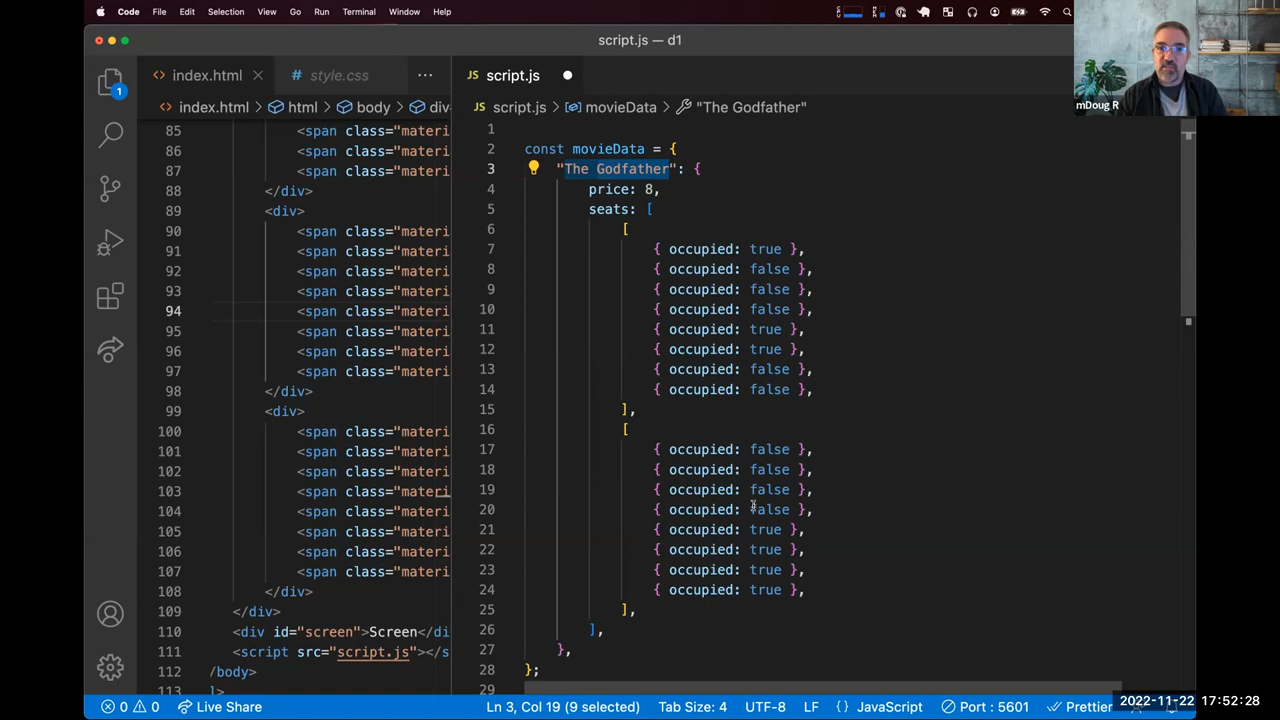 Code File Edit Selection View Go Run Terminal Window Help
script.js — d1
index.html
style.css
JS script.js
index.html > html > body > div
JS script.js > movieData > "The Godfather"
1
85 <span class="materi
86 <span class="materi
87 <span class="materi
88 </div>
89 <div>
90 <span class="materi
91 <span class="materi
92 <span class="materi
93 <span class="materi
94 <span class="materi
95 <span class="materi
96 <span class="materi
97 <span class="materi
98 </div>
99 <div>
100 <span class="materi
101 <span class="materi
102 <span class="materi
103 <span class="materi
104 <span class="materi
105 <span class="materi
106 <span class="materi
107 <span class="materi
108 </div>
109 </div>
110 <div id="screen">Screen</di
111 <script src="script.js"></s
112 /body>
113 l>
1
2 const movieData = {
3 "The Godfather": {
4 price: 8,
5 seats: [
6 [
7 { occupied: true },
8 { occupied: false },
9 { occupied: false },
10 { occupied: false },
11 { occupied: true },
12 { occupied: true },
13 { occupied: false },
14 { occupied: false },
15 ],
16 [
17 { occupied: false },
18 { occupied: false },
19 { occupied: false },
20 { occupied: false },
21 { occupied: true },
22 { occupied: true },
23 { occupied: true },
24 { occupied: true },
25 ],
26 ],
27 },
28 };
29
mDoug R
0 0 Live Share Ln 3, Col 19 (9 selected) Tab Size: 4 UTF-8 LF { } JavaScript Port : 5601 Prettier
2022-11-22 17:52:28